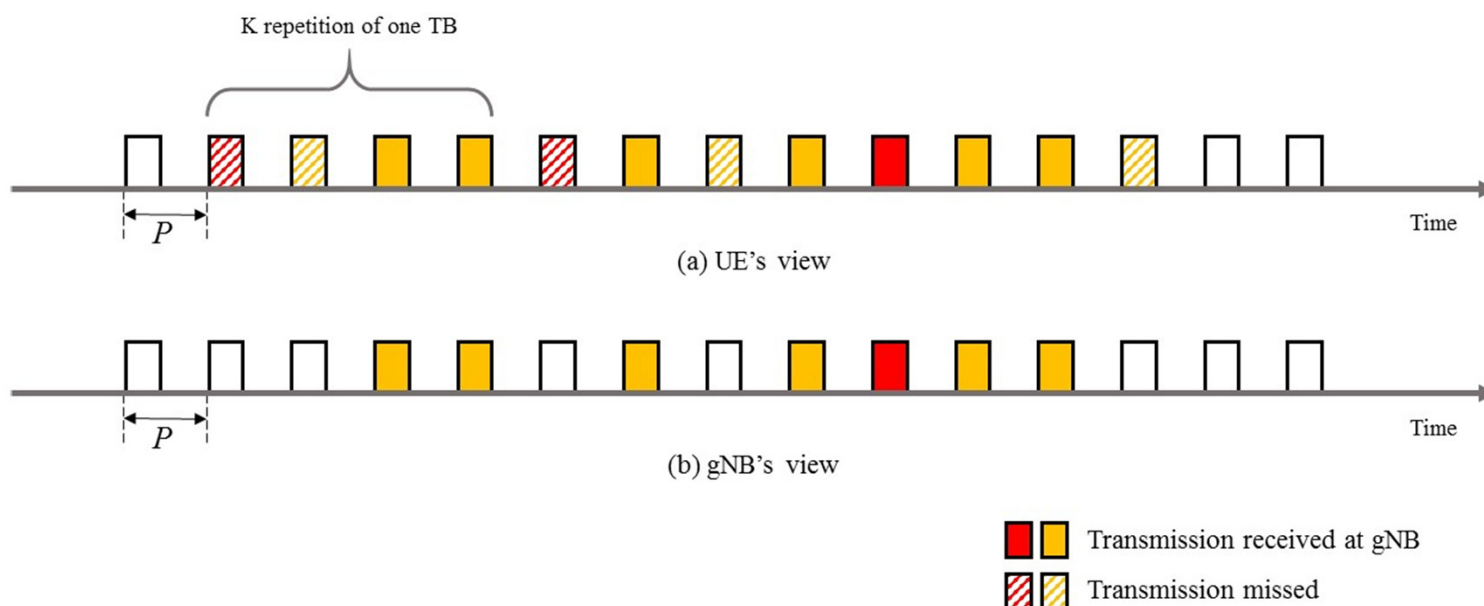 K repetition of one TB
P
Time
(a) UE's view
P
Time
(b) gNB's view
Transmission received at gNB
Transmission missed